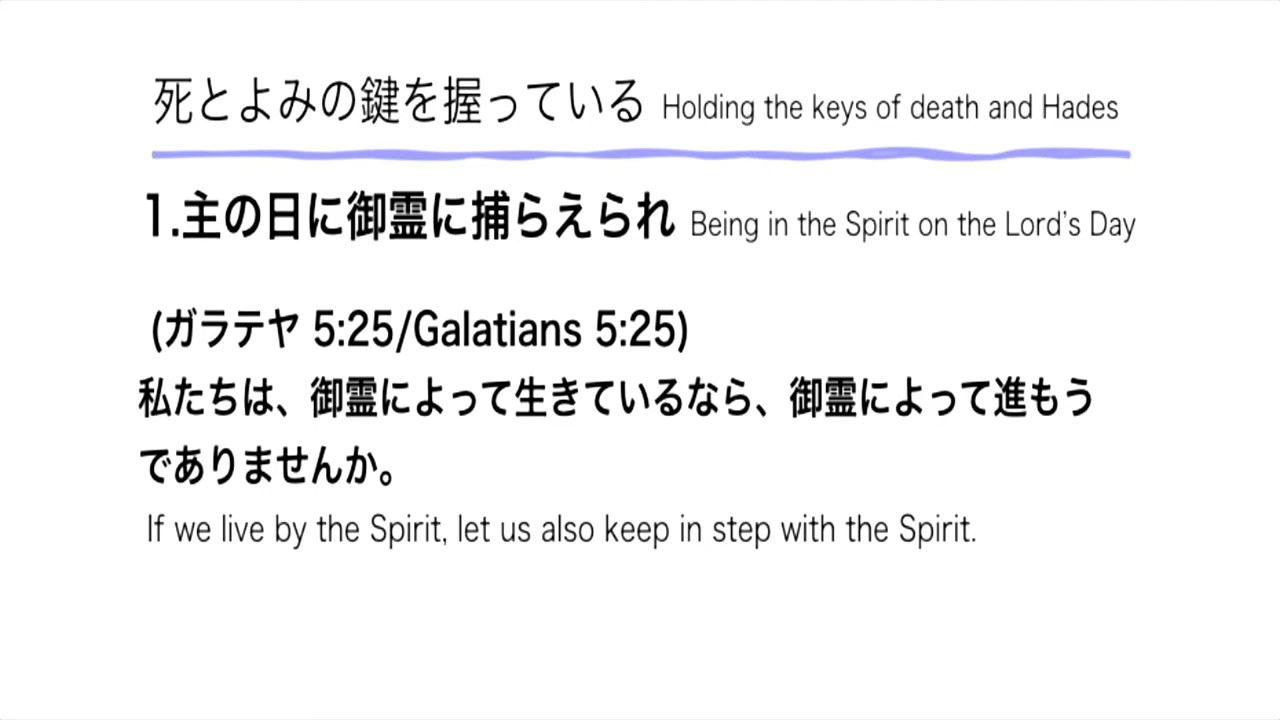 死とよみの鍵を握っている Holding the keys of death and Hades
1.主の日に御霊に捕らえられ Being in the Spirit on the Lord’s Day
(ガラテヤ 5:25/Galatians 5:25)
私たちは、御霊によって生きているなら、御霊によって進もう
でありませんか。
If we live by the Spirit, let us also keep in step with the Spirit.